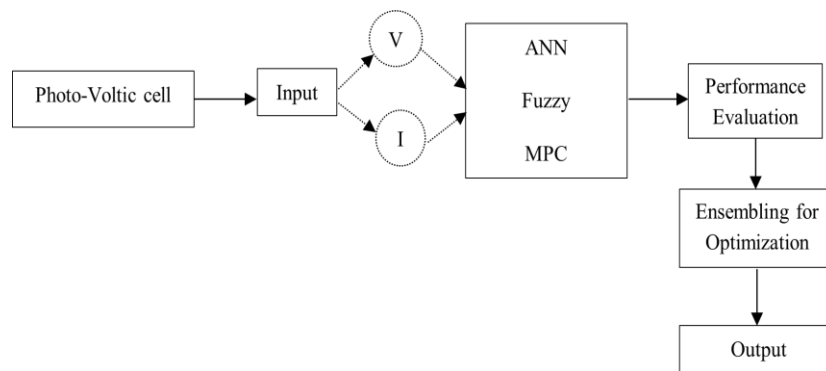 Photo-Voltic cell
Input
V
I
ANN
Fuzzy
MPC
Performance
Evaluation
Ensembling for
Optimization
Output